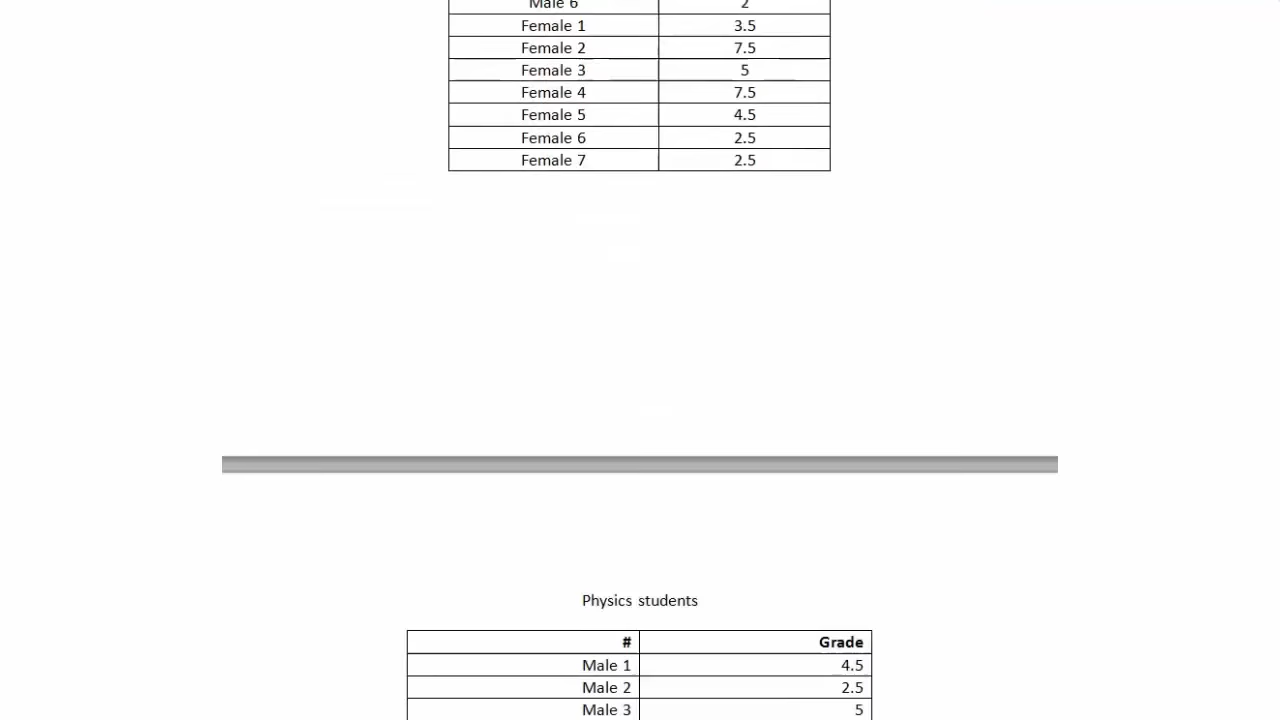 Male 6 2
Female 1 3.5
Female 2 7.5
Female 3 5
Female 4 7.5
Female 5 4.5
Female 6 2.5
Female 7 2.5
Physics students
# Grade
Male 1 4.5
Male 2 2.5
Male 3 5